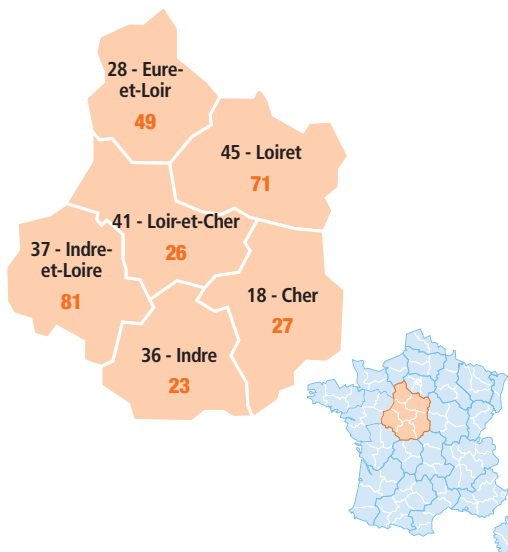 28 - Eure-
et-Loir
49
45 - Loiret
71
41 - Loir-et-Cher
26
37 - Indre-
et-Loire
81
18 - Cher
27
36 - Indre
23